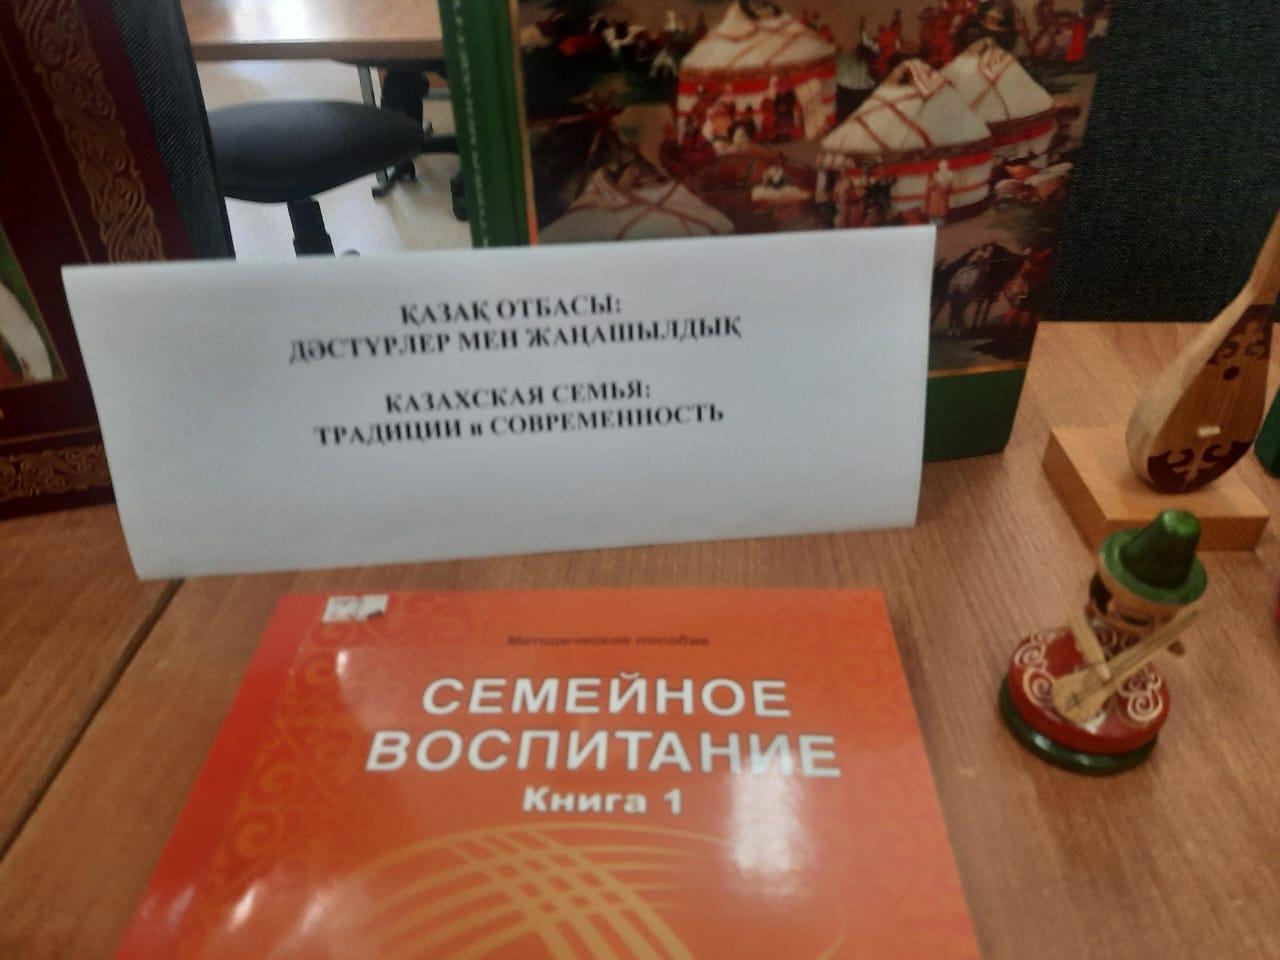 ҚАЗАҚ ОТБАСЫ:
ДӘСТҮРЛЕР МЕН ЖАҢАШЫЛДЫҚ
КАЗАХСКАЯ СЕМЬЯ:
ТРАДИЦИИ и СОВРЕМЕННОСТЬ
Методическое пособие
СЕМЕЙНОЕ
ВОСПИТАНИЕ
Книга 1